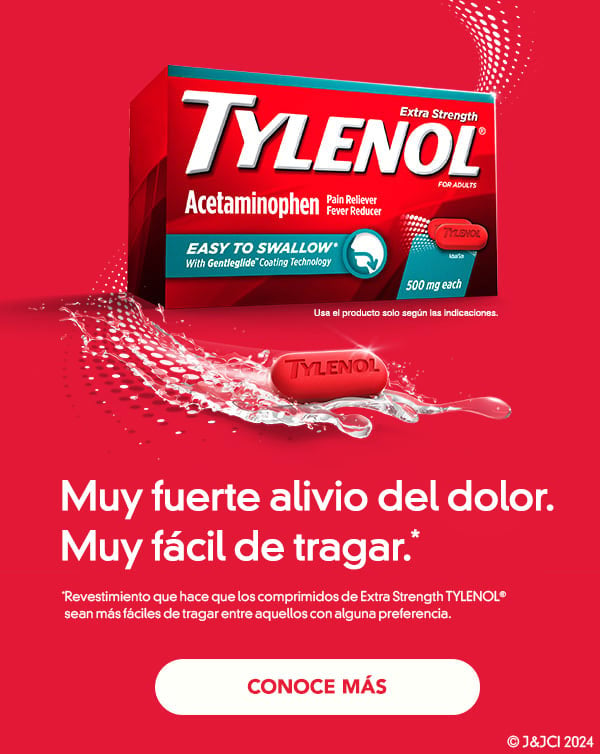 Extra Strength
TYLENOL®
FOR ADULTS
Acetaminophen Pain Reliever
Fever Reducer
EASY TO SWALLOW*
With Gentleglide™ Coating Technology
TYLENOL
Actual Size
500 mg each
Usa el producto solo según las indicaciones.
TYLENOL
Muy fuerte alivio del dolor.
Muy fácil de tragar.*
*Revestimiento que hace que los comprimidos de Extra Strength TYLENOL®
sean más fáciles de tragar entre aquellos con alguna preferencia.
CONOCE MÁS
© J&JCI 2024